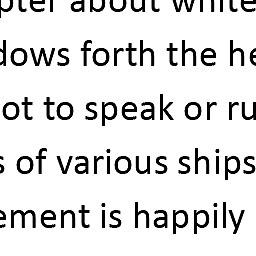 pter about white
dows forth the he
ot to speak or ru
s of various ships
ement is happily